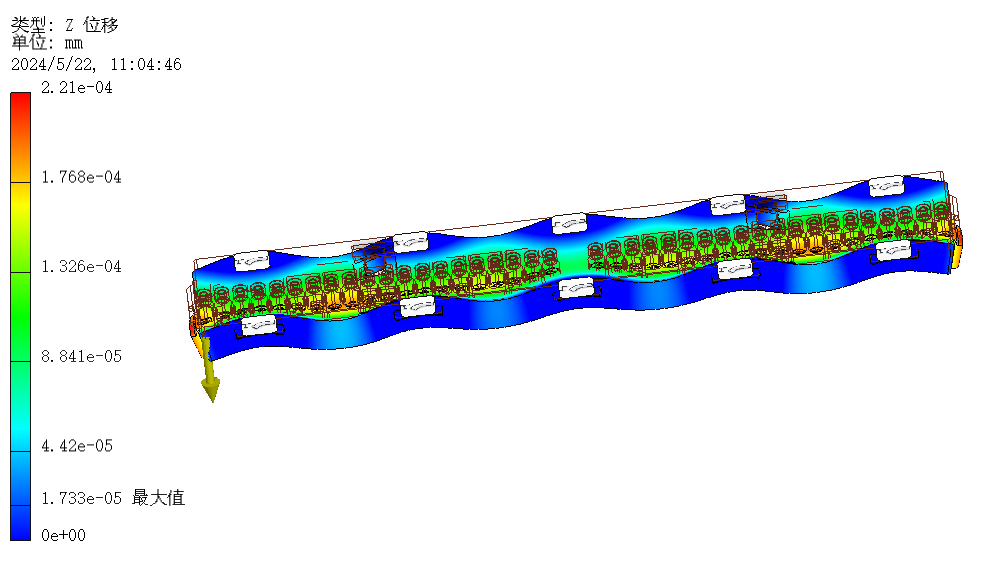 类型: Z 位移
单位: mm
2024/5/22, 11:04:46
2.21e-04
1.768e-04
1.326e-04
8.841e-05
4.42e-05
1.733e-05 最大值
0e+00